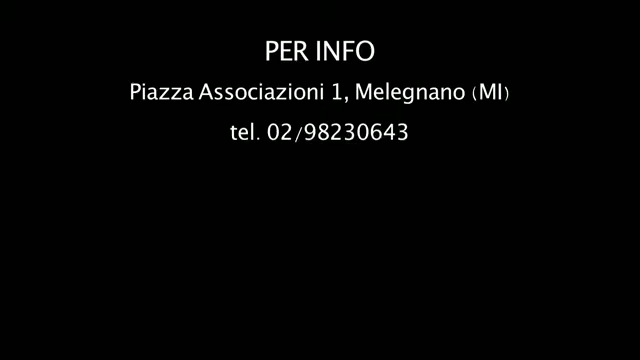 PER INFO
Piazza Associazioni 1, Melegnano (MI)
tel. 02/98230643